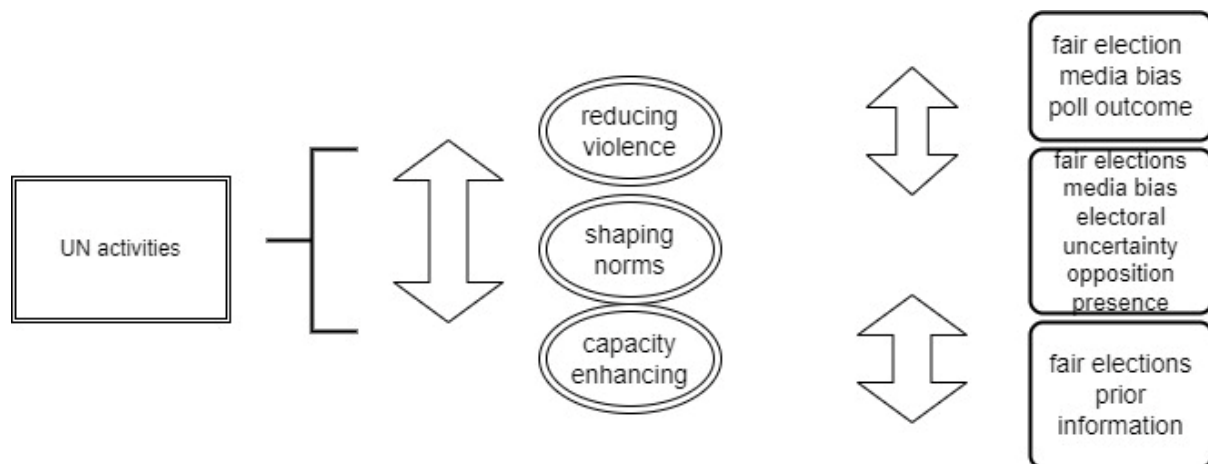 UN activities
reducing
violence
shaping
norms
capacity
enhancing
fair election
media bias
poll outcome
fair elections
media bias
electoral
uncertainty
opposition
presence
fair elections
prior
information